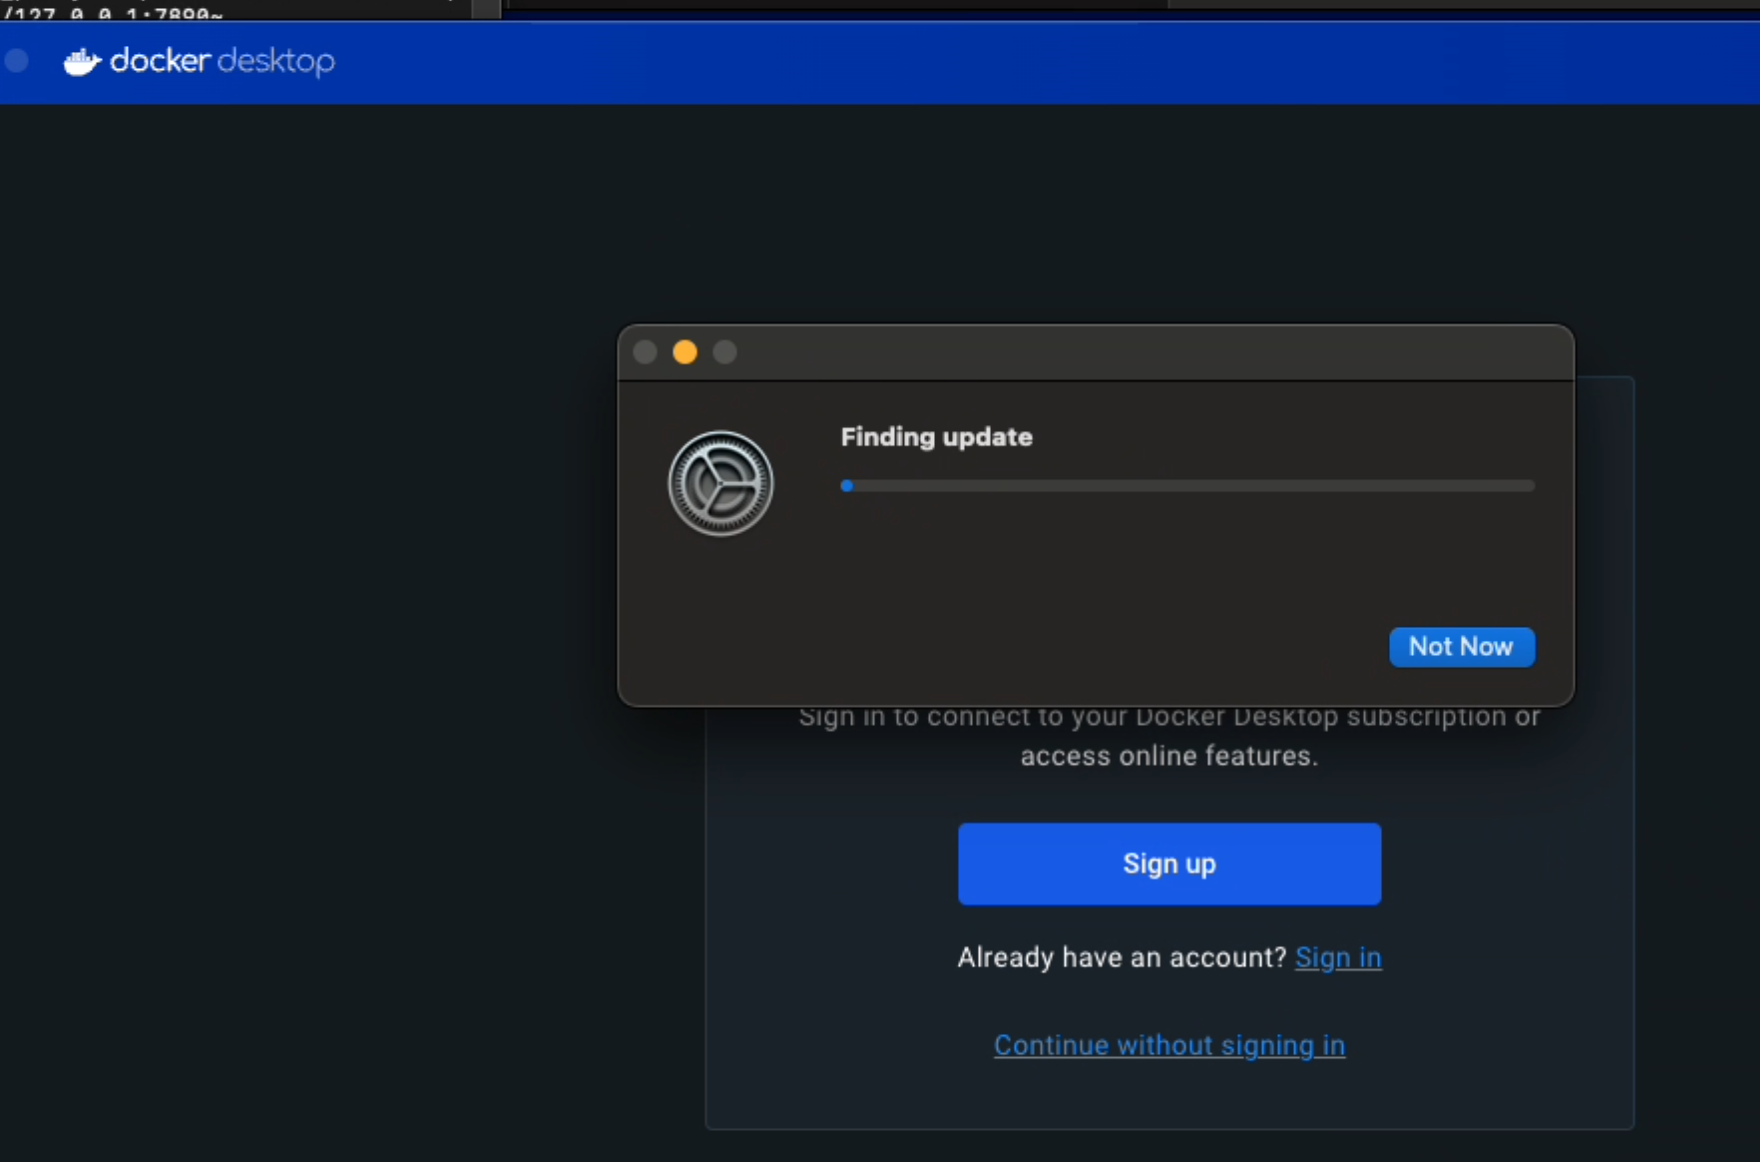 /127.0.0.1:7890~
docker desktop
Finding update
Not Now
Sign in to connect to your Docker Desktop subscription or
access online features.
Sign up
Already have an account? Sign in
Continue without signing in